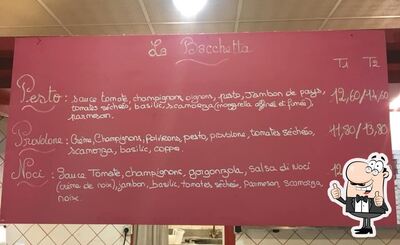 La Bacchetta
T1 T2
Pesto : Sauce tomate, champignons, oignons, pesto, Jambon de pays,
tomates séchées, basilic, scamorza (mozzarella affinée et fumée),
parmesan.
12,60/14,60
Provolone : Crème, Champignons, Poivrons, pesto, provolone, tomates séchées,
scamorza, basilic, coppa.
11,80/13,80
Noci : Sauce Tomate, champignons, gorgonzola, Salsa di Noci
(crème de noix), jambon, basilic, tomates séchées, Parmesan, Scamorza,
noix.